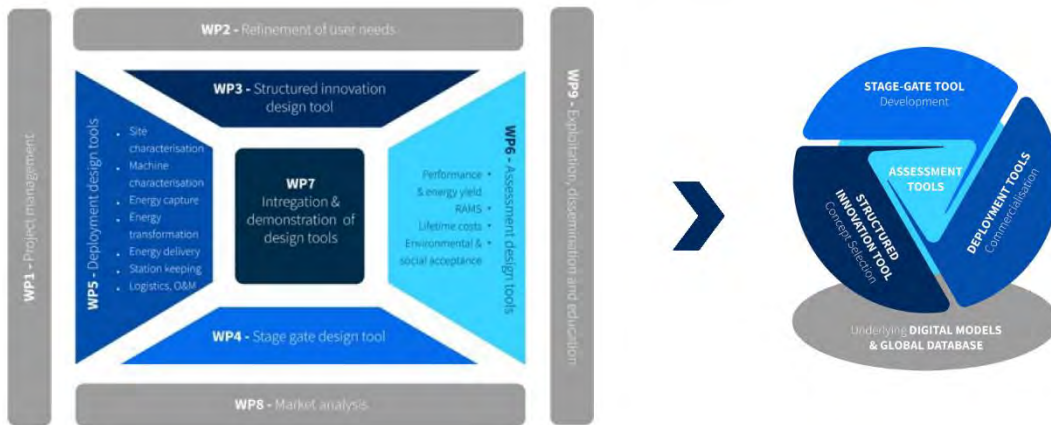 WP1 - Project management
WP2 - Refinement of user needs
WP3 - Structured innovation
design tool
WP5 - Deployment design tools
Site
characterisation
Machine
characterisation
Energy capture
Energy
transformation
Energy delivery
Station keeping
Logistics, O&M
WP7
Intregation &
demonstration of
design tools
Performance
& energy yield
RAMS
Lifetime costs
Environmental &
social acceptance
WP6 - Assessment design tools
WP4 - Stage gate design tool
WP8 - Market analysis
WP9 - Exploitation, dissemination and education
STAGE-GATE TOOL
Development
ASSESSMENT
TOOLS
STRUCTURED
INNOVATION TOOL
Concept Selection
DEPLOYMENT TOOLS
Commercialisation
Underlying DIGITAL MODELS
& GLOBAL DATABASE